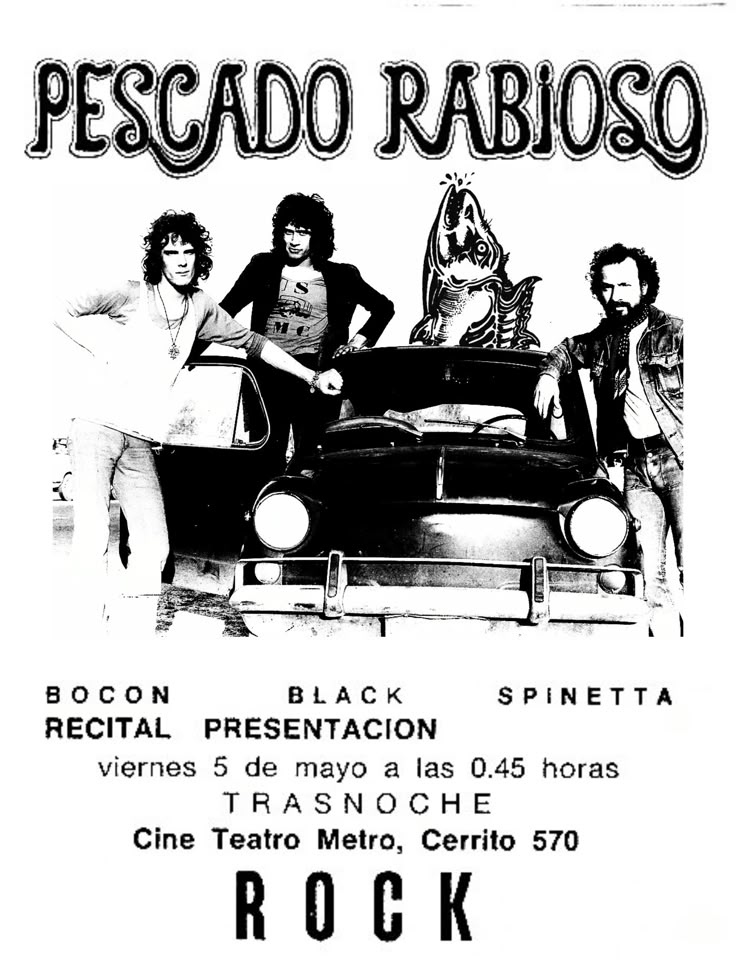 PESCADO RABIOSO
U S
M C
BOCON BLACK SPINETTA
RECITAL PRESENTACION
viernes 5 de mayo a las 0.45 horas
TRASNOCHE
Cine Teatro Metro, Cerrito 570
ROCK